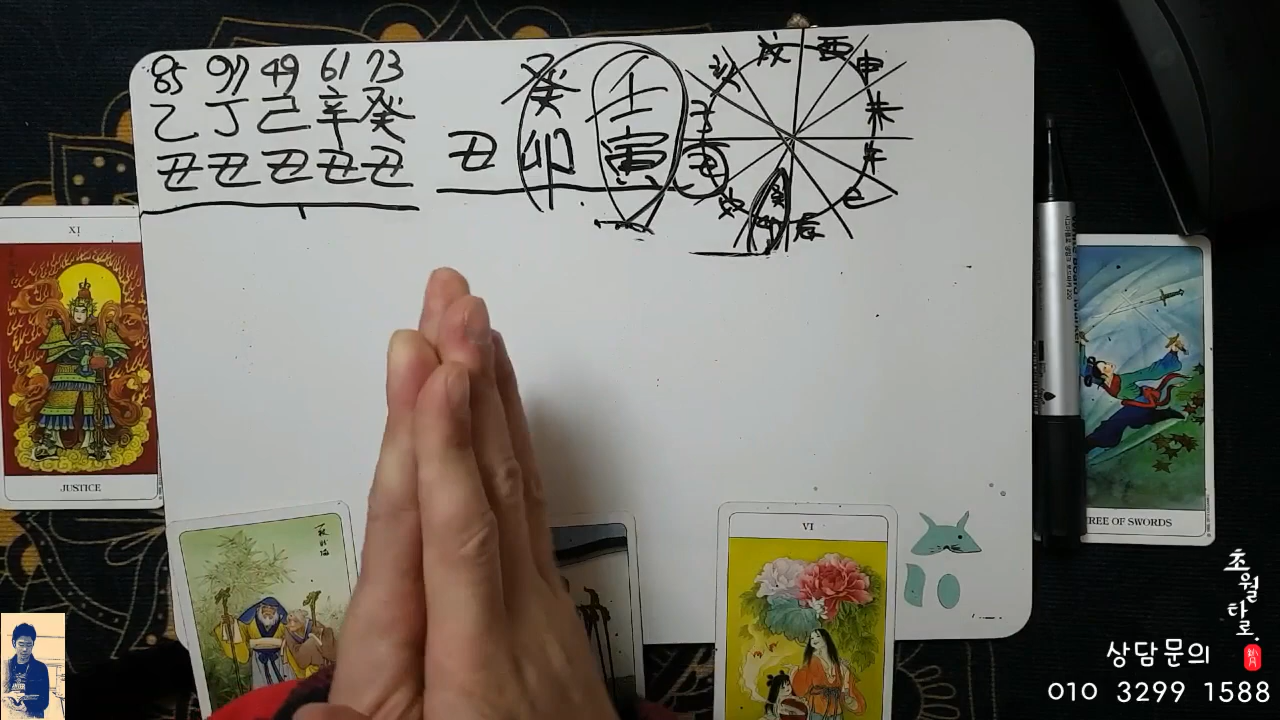 85 97 49 61 73
乙 丁 己 辛 癸
丑 丑 丑 丑 丑
癸 壬
丑 卯 寅
酉
申
未
午
巳
辰
XI
JUSTICE
VI
THREE OF SWORDS
초월타로.
상담문의
010 3299 1588